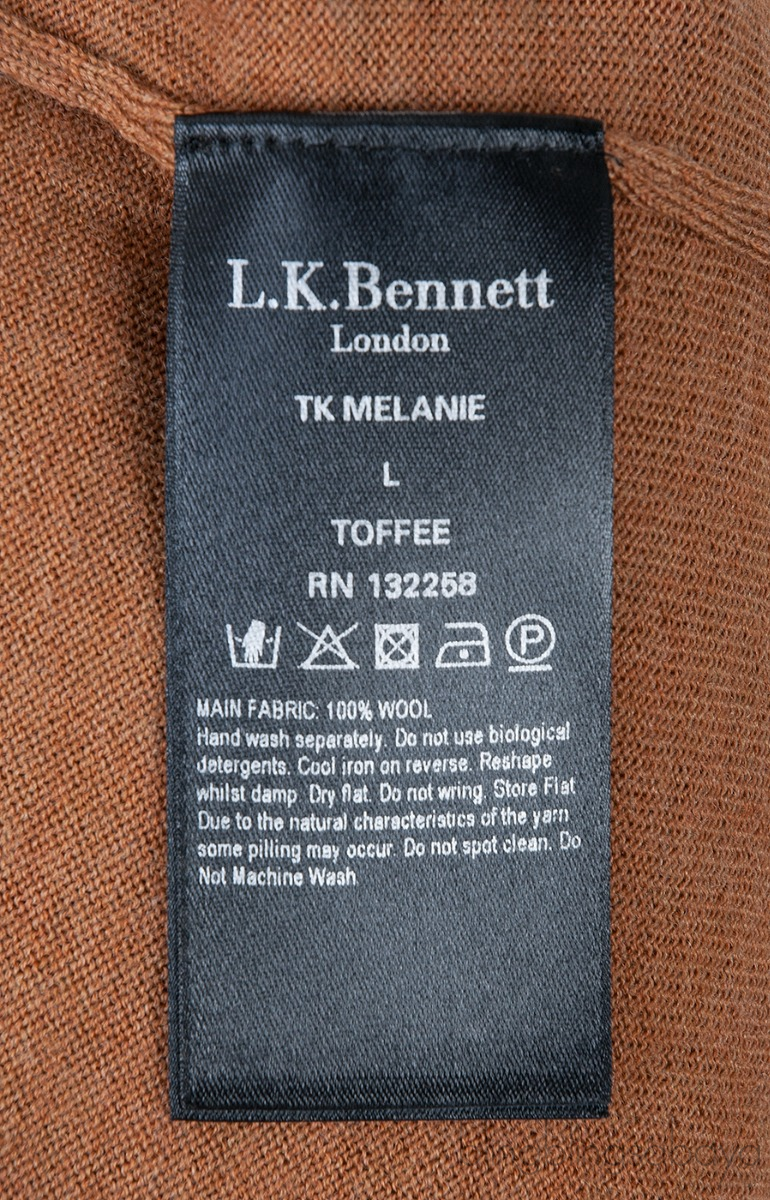 L.K.Bennett
London
TK MELANIE
L
TOFFEE
RN 132258
P
MAIN FABRIC: 100% WOOL
Hand wash separately. Do not use biological
detergents. Cool iron on reverse. Reshape
whilst damp. Dry flat. Do not wring. Store Flat
Due to the natural characteristics of the yarn
some pilling may occur. Do not spot clean. Do
Not Machine Wash